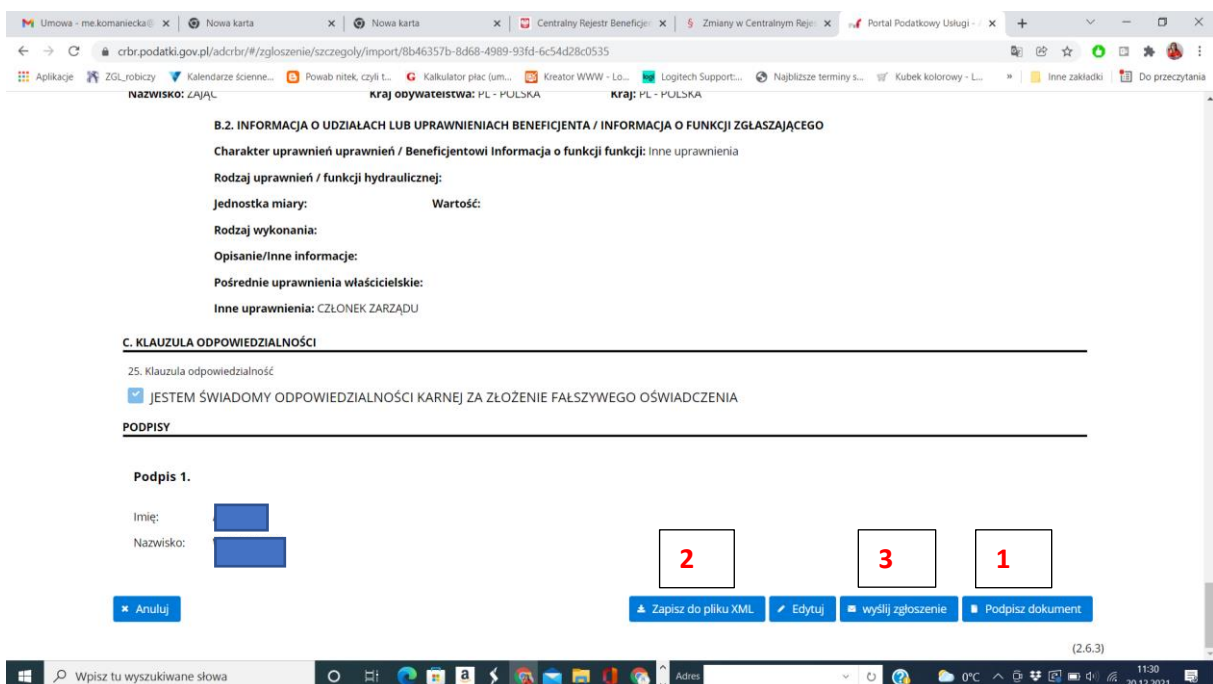 Umowa - me.komaniecka@ Nowa karta Nowa karta Centralny Rejestr Beneficjen Zmiany w Centralnym Rejes Portal Podatkowy Usługi -
crbr.podatki.gov.pl/adcrbr/#/zgloszenie/szczegoly/import/8b46357b-8d68-4989-93fd-6c54d28c0535
Aplikacje ZGL_robiczy Kalendarze ścienne... Powab nitek, czyli t... Kalkulator płac (um... Kreator WWW - Lo... Logitech Support:... Najbliższe terminy s... Kubek kolorowy - L... » Inne zakładki Do przeczytania
Nazwisko: ZAJĄC Kraj obywatelstwa: PL - POLSKA Kraj: PL - POLSKA
B.2. INFORMACJA O UDZIAŁACH LUB UPRAWNIENIACH BENEFICJENTA / INFORMACJA O FUNKCJI ZGŁASZAJĄCEGO
Charakter uprawnień uprawnień / Beneficjentowi Informacja o funkcji funkcji: Inne uprawnienia
Rodzaj uprawnień / funkcji hydraulicznej:
Jednostka miary: Wartość:
Rodzaj wykonania:
Opisanie/Inne informacje:
Pośrednie uprawnienia właścicielskie:
Inne uprawnienia: CZŁONEK ZARZĄDU
C. KLAUZULA ODPOWIEDZIALNOŚCI
25. Klauzula odpowiedzialność
JESTEM ŚWIADOMY ODPOWIEDZIALNOŚCI KARNEJ ZA ZŁOŻENIE FAŁSZYWEGO OŚWIADCZENIA
PODPISY
Podpis 1.
Imię:
Nazwisko:
2 3 1
Anuluj Zapisz do pliku XML Edytuj wyślij zgłoszenie Podpisz dokument
(2.6.3)
Wpisz tu wyszukiwane słowa Adres 0°C 11:30
20.12.2021